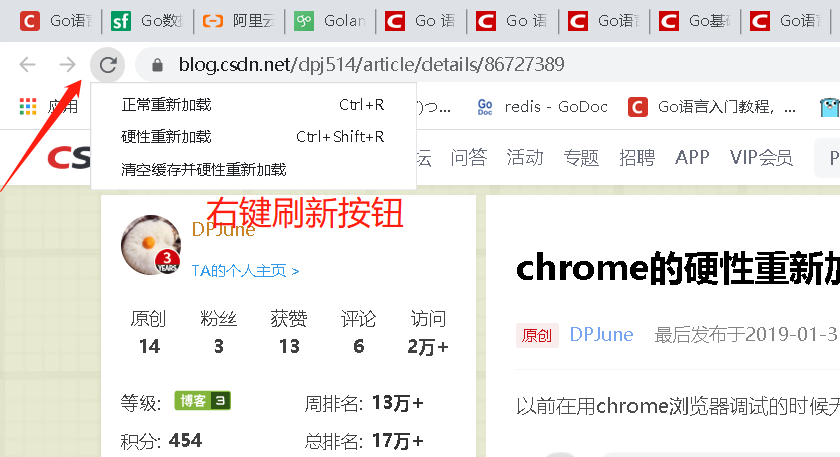 Go语
Go数
阿里云
Golan
Go 语
Go 语
Go语
Go基
Go语
blog.csdn.net/dpj514/article/details/86727389
应用
)つ...
redis - GoDoc
Go语言入门教程，...
正常重新加载 Ctrl+R
硬性重新加载 Ctrl+Shift+R
清空缓存并硬性重新加载
CS
坛 问答 活动 专题 招聘 APP VIP会员
右键刷新按钮
DPJune
3 YEARS
TA的个人主页 >
原创 粉丝 获赞 评论 访问
14 3 13 6 2万+
等级: 博客 3 周排名: 13万+
积分: 454 总排名: 17万+
chrome的硬性重新加
原创 DPJune 最后发布于2019-01-3
以前在用chrome浏览器调试的时候